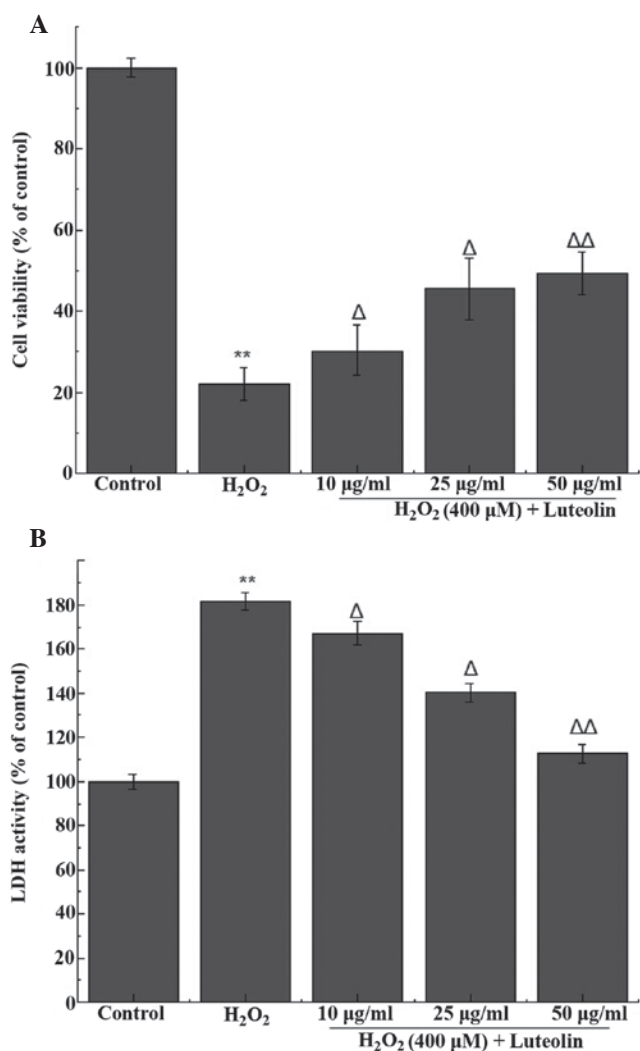 A
Cell viability (% of control)
100
80
60
40
20
0
**
Δ
Δ
ΔΔ
Control
H₂O₂
10 μg/ml
25 μg/ml
50 μg/ml
H₂O₂ (400 μM) + Luteolin
B
LDH activity (% of control)
180
160
140
120
100
80
60
40
20
0
**
Δ
Δ
ΔΔ
Control
H₂O₂
10 μg/ml
25 μg/ml
50 μg/ml
H₂O₂ (400 μM) + Luteolin